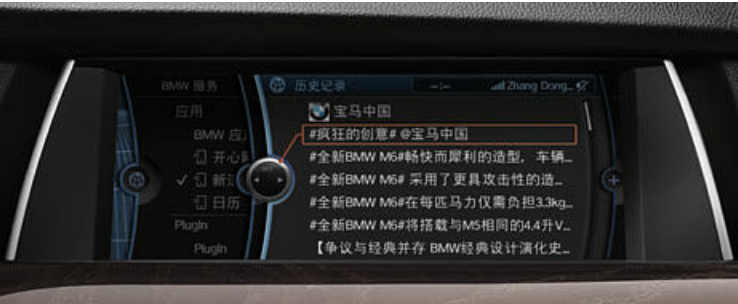 BMW 服务
应用
BMW 应
开心
新
日历
PlugIn
PlugIn
历史记录
--:--
Zhang Dong...
宝马中国
#疯狂的创意# @宝马中国
#全新BMW M6#畅快而犀利的造型，车辆...
#全新BMW M6# 采用了更具攻击性的造...
#全新BMW M6#在每匹马力仅需负担3.3kg...
#全新BMW M6#将搭载与M5相同的4.4升V...
【争议与经典并存 BMW经典设计演化史...